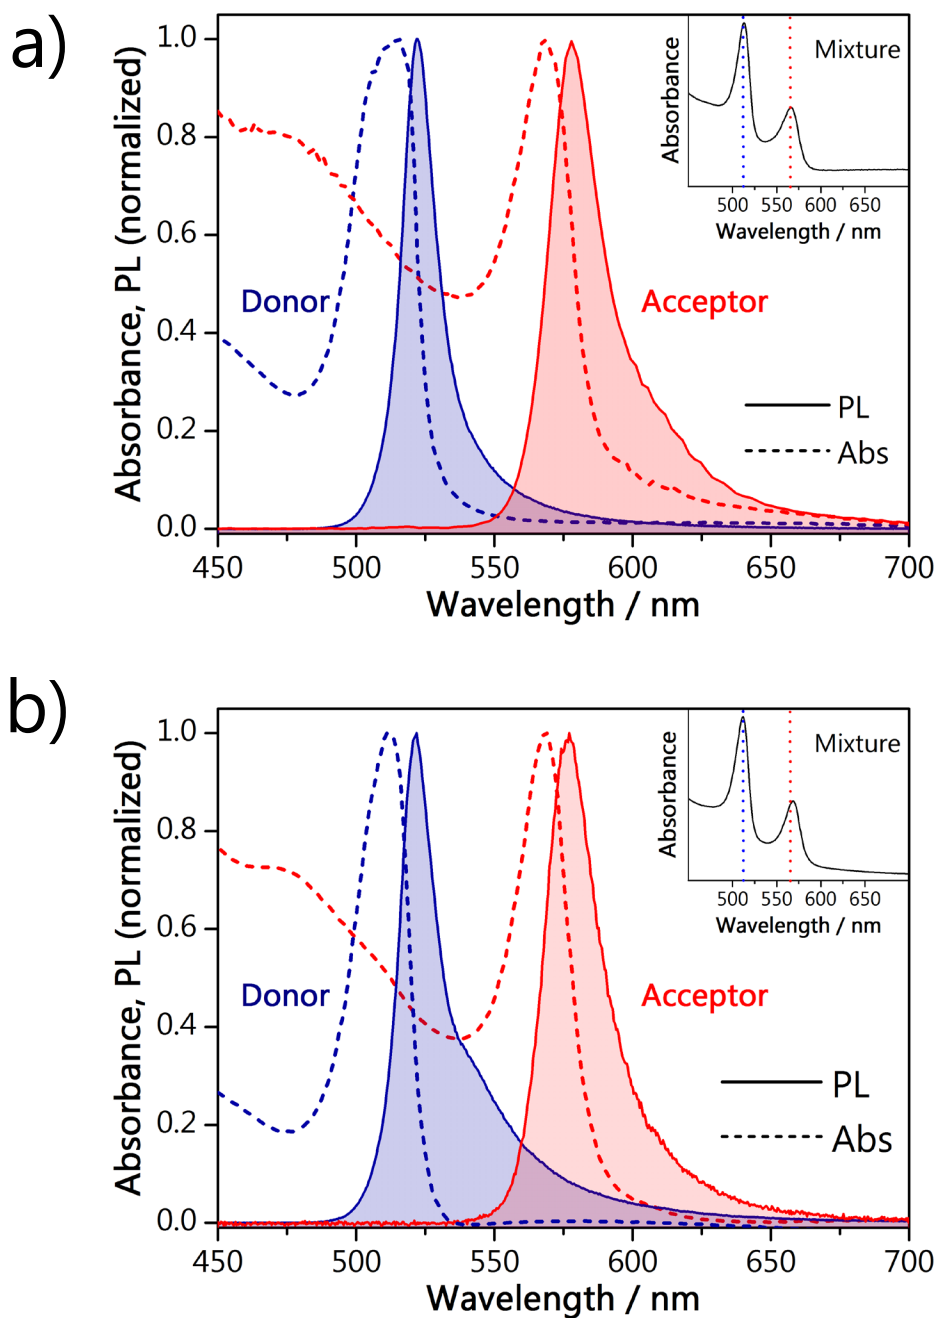 a)
Absorbance, PL (normalized)
1.0
0.8
0.6
0.4
0.2
0.0
Donor
Acceptor
PL
Abs
450 500 550 600 650 700
Wavelength / nm
Absorbance
Mixture
500 550 600 650
Wavelength / nm
b)
Absorbance, PL (normalized)
1.0
0.8
0.6
0.4
0.2
0.0
Donor
Acceptor
PL
Abs
450 500 550 600 650 700
Wavelength / nm
Absorbance
Mixture
500 550 600 650
Wavelength / nm